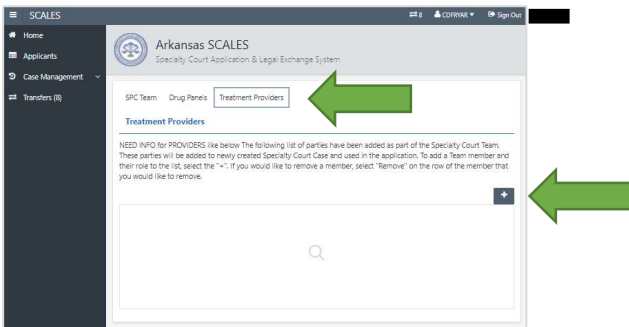 SCALES
8 CDFRYAR Sign Out
Home
Applicants
Case Management
Transfers (8)
Arkansas SCALES
Specialty Court Application & Legal Exchange System
SPC Team Drug Panels Treatment Providers
Treatment Providers
NEED INFO for PROVIDERS like below The following list of parties have been added as part of the Specialty Court Team.
These parties will be added to newly created Specialty Court Case and used in the application. To add a Team member and
their role to the list, select the "+". If you would like to remove a member, select "Remove" on the row of the member that
you would like to remove.
+